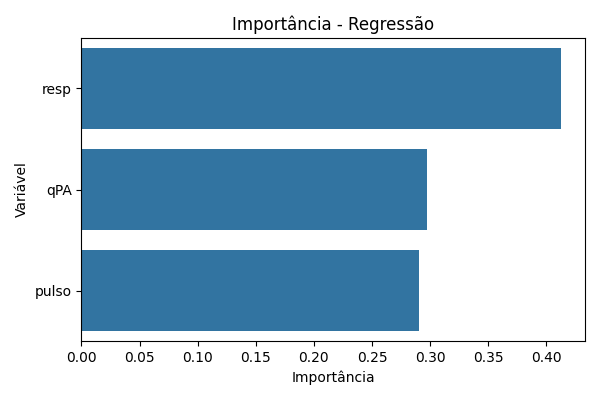 Importância - Regressão
Variável
resp
qPA
pulso
0.00 0.05 0.10 0.15 0.20 0.25 0.30 0.35 0.40
Importância